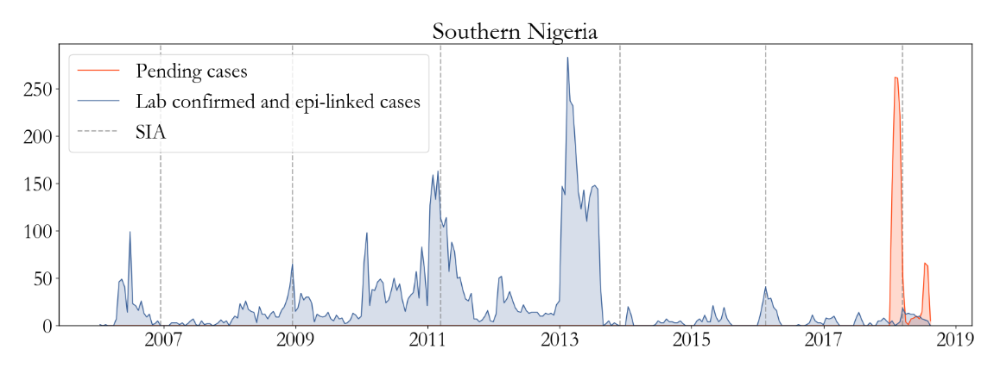 Southern Nigeria
Pending cases
Lab confirmed and epi-linked cases
SIA
250
200
150
100
50
0
2007 2009 2011 2013 2015 2017 2019